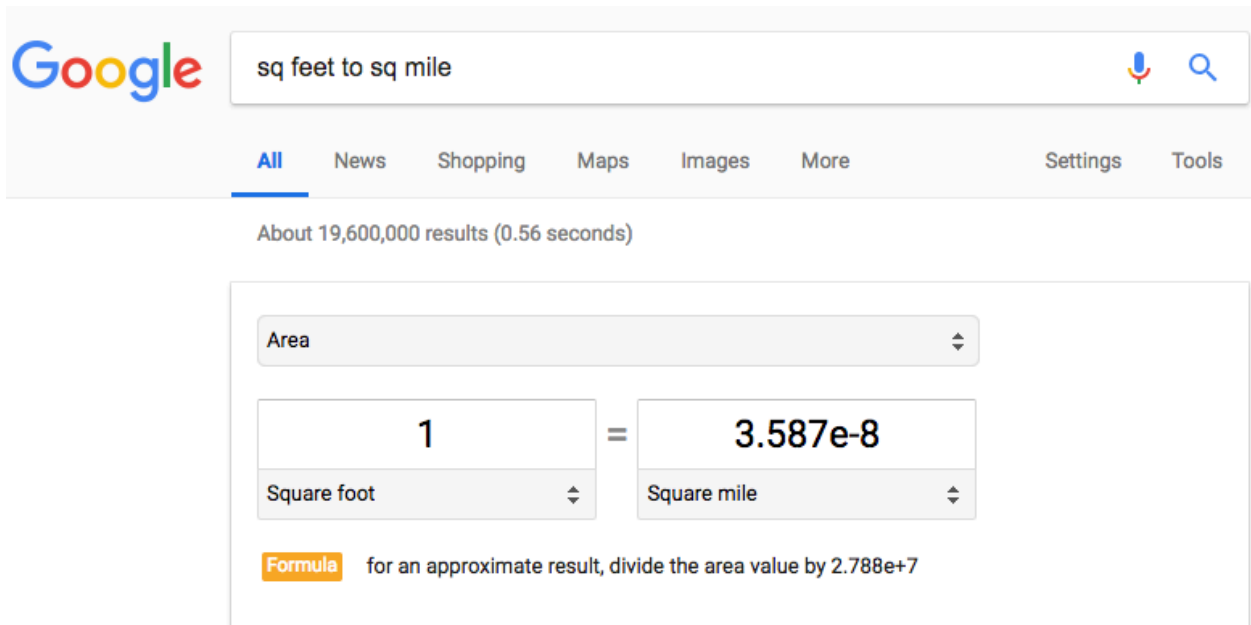 Google sq feet to sq mile
All News Shopping Maps Images More Settings Tools
About 19,600,000 results (0.56 seconds)
Area
1 = 3.587e-8
Square foot Square mile
Formula for an approximate result, divide the area value by 2.788e+7